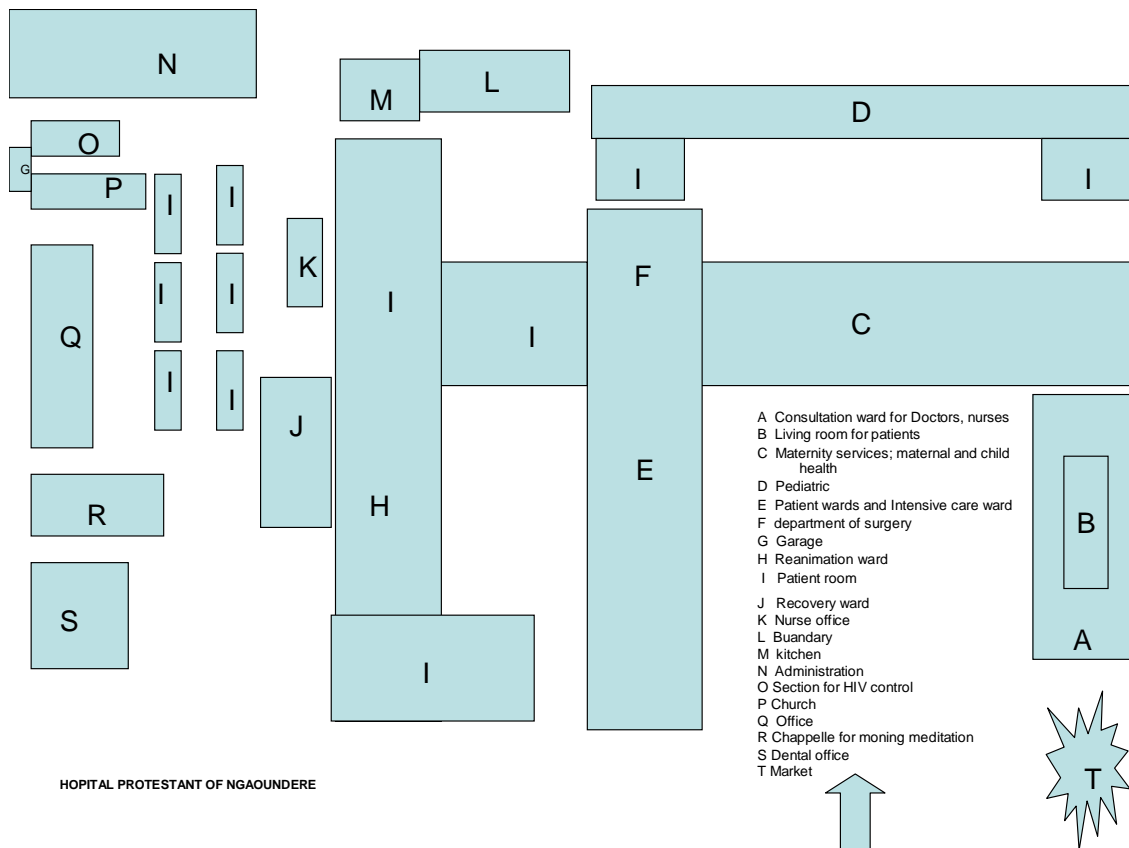 N
M
L
D
O
G
P
I
I
I
I
K
F
I
I
I
I
C
Q
I
I
I
J
E
H
R
B
S
A
I
T
A Consultation ward for Doctors, nurses
B Living room for patients
C Maternity services; maternal and child
health
D Pediatric
E Patient wards and Intensive care ward
F department of surgery
G Garage
H Reanimation ward
I Patient room
J Recovery ward
K Nurse office
L Buandary
M kitchen
N Administration
O Section for HIV control
P Church
Q Office
R Chappelle for moning meditation
S Dental office
T Market
HOPITAL PROTESTANT OF NGAOUNDERE